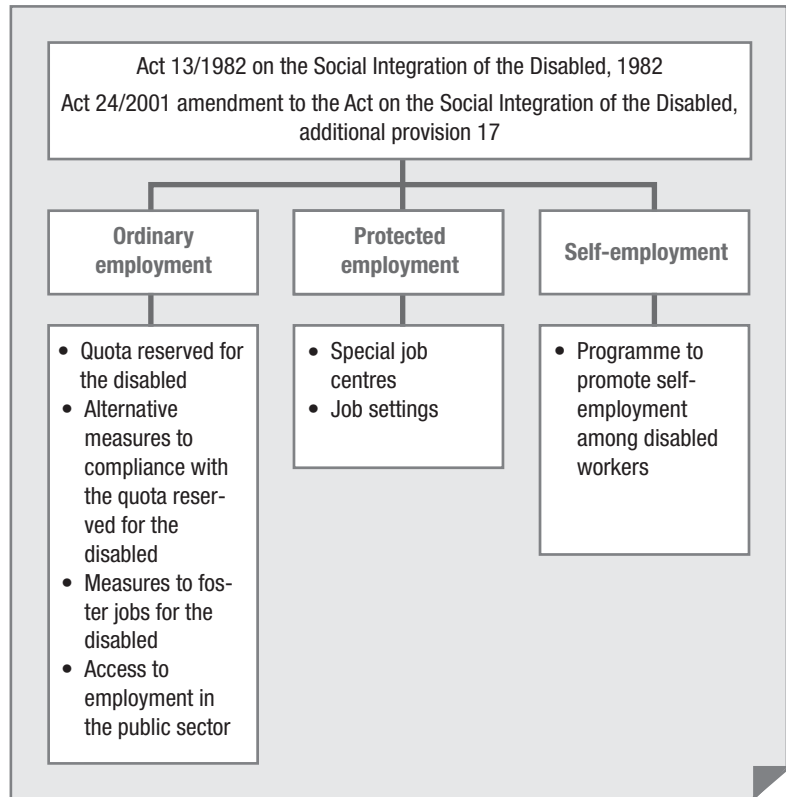 Act 13/1982 on the Social Integration of the Disabled, 1982
Act 24/2001 amendment to the Act on the Social Integration of the Disabled,
additional provision 17
Ordinary
employment
Protected
employment
Self-employment
• Quota reserved for
the disabled
• Alternative
measures to
compliance with
the quota reser-
ved for the
disabled
• Measures to fos-
ter jobs for the
disabled
• Access to
employment in
the public sector
• Special job
centres
• Job settings
• Programme to
promote self-
employment
among disabled
workers